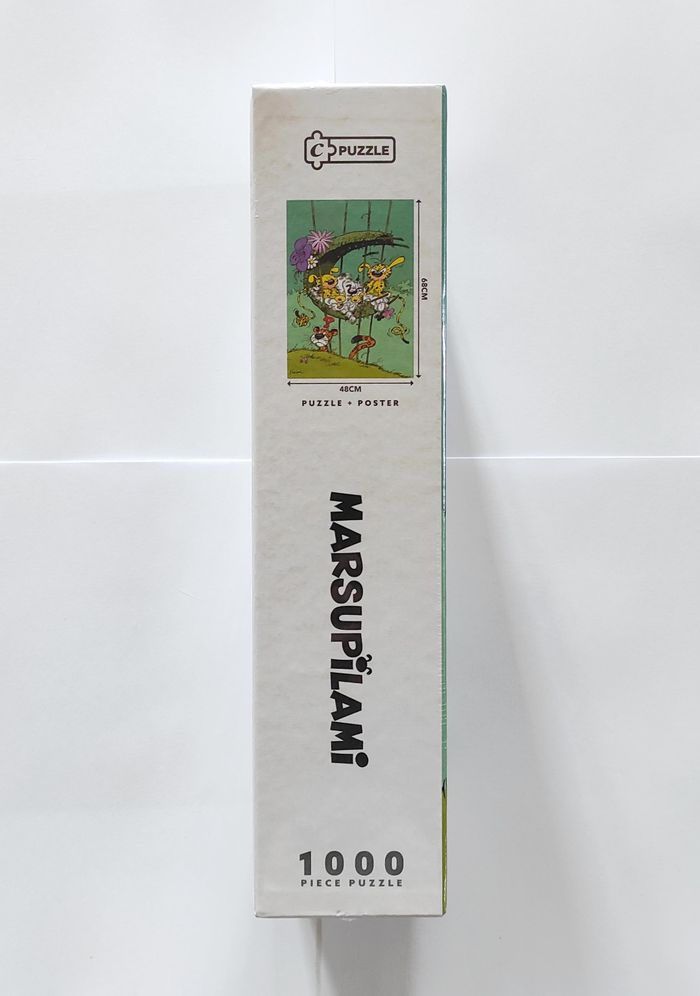 C PUZZLE
68CM
48CM
PUZZLE + POSTER
MARSUPILAMI
1000
PIECE PUZZLE